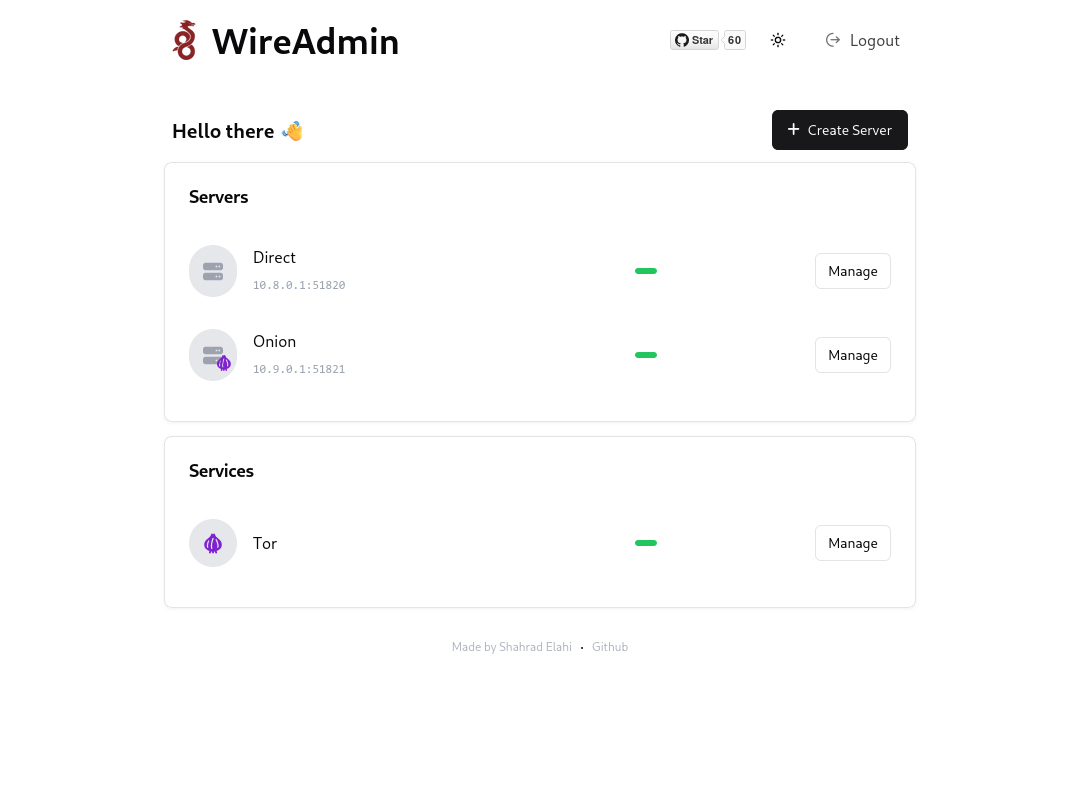 WireAdmin
Star 60
Logout
Hello there 👋
Create Server
Servers
Direct
10.8.0.1:51820
Manage
Onion
10.9.0.1:51821
Manage
Services
Tor
Manage
Made by Shahrad Elahi • Github